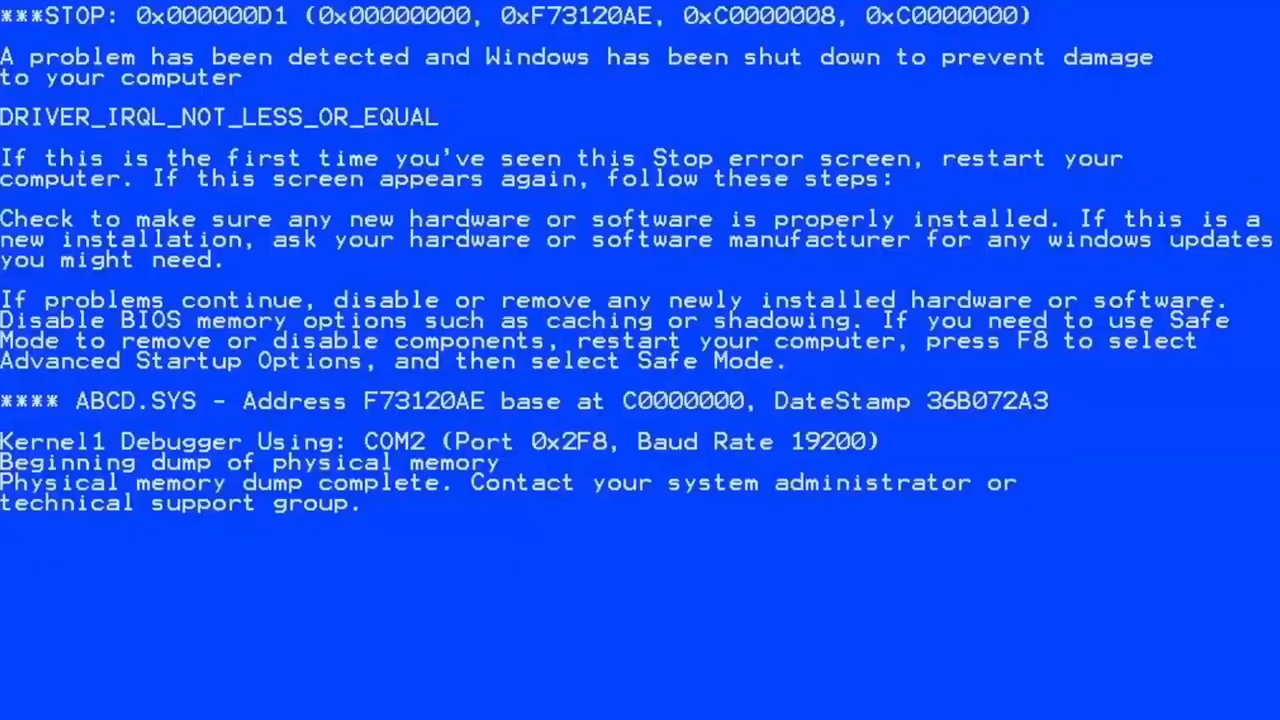 ***STOP: 0x000000D1 (0x00000000, 0xF73120AE, 0xC0000008, 0xC0000000)
A problem has been detected and Windows has been shut down to prevent damage
to your computer
DRIVER_IRQL_NOT_LESS_OR_EQUAL
If this is the first time you've seen this Stop error screen, restart your
computer. If this screen appears again, follow these steps:
Check to make sure any new hardware or software is properly installed. If this is a
new installation, ask your hardware or software manufacturer for any windows updates
you might need.
If problems continue, disable or remove any newly installed hardware or software.
Disable BIOS memory options such as caching or shadowing. If you need to use Safe
Mode to remove or disable components, restart your computer, press F8 to select
Advanced Startup Options, and then select Safe Mode.
**** ABCD.SYS - Address F73120AE base at C0000000, DateStamp 36B072A3
Kernel1 Debugger Using: COM2 (Port 0x2F8, Baud Rate 19200)
Beginning dump of physical memory
Physical memory dump complete. Contact your system administrator or
technical support group.